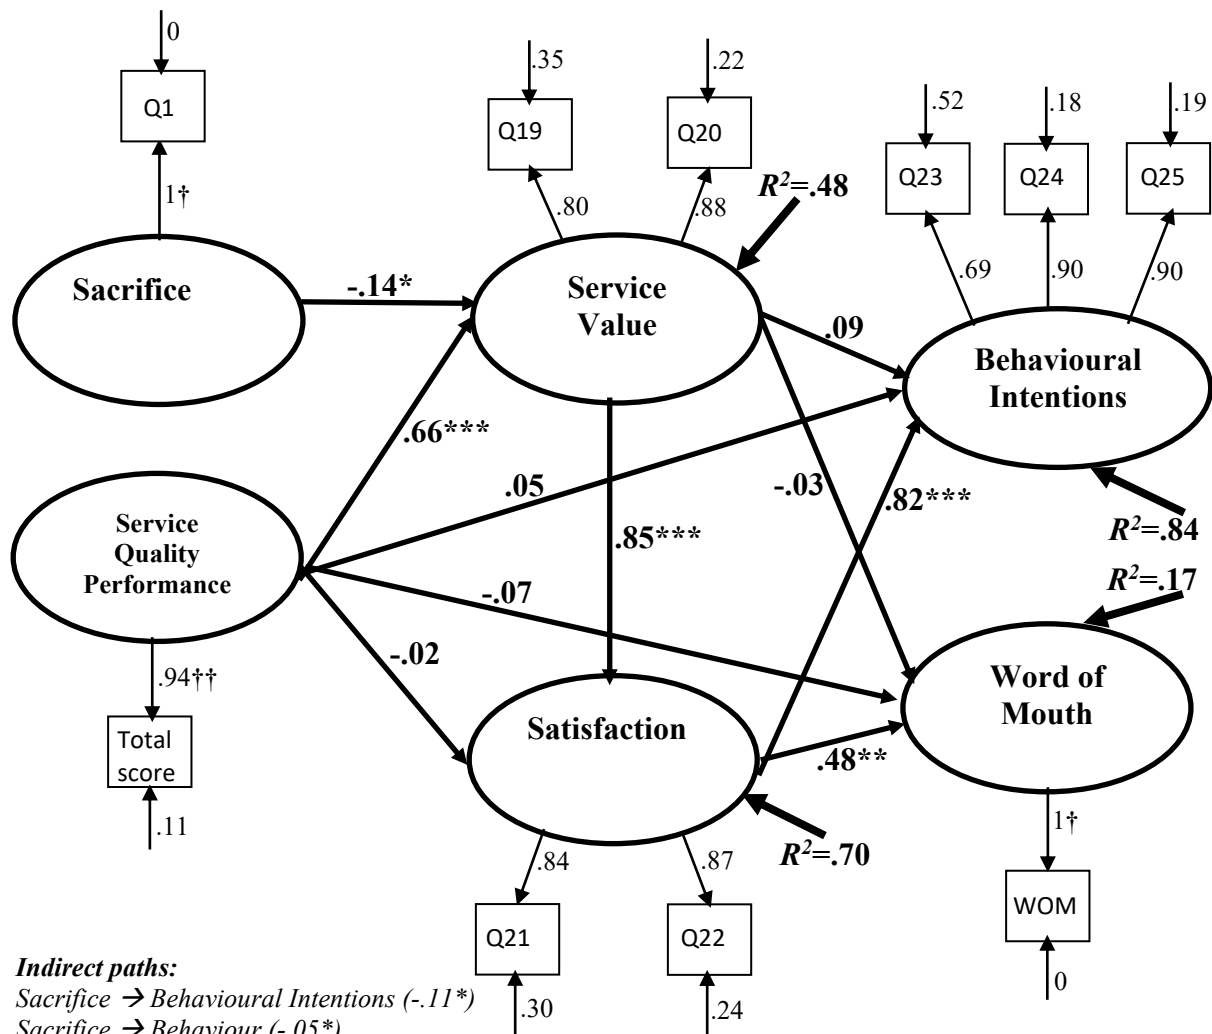 0
.35
.22
.52
.18
.19
Q1
Q19
Q20
Q23
Q24
Q25
R²=.48
1†
.80
.88
.69
.90
.90
Sacrifice
-.14*
Service
Value
.09
Behavioural
Intentions
.66***
.05
-.03
.82***
Service
Quality
Performance
.85***
R²=.84
R²=.17
-.07
-.02
.94††
Total
score
.11
Satisfaction
.48**
Word of
Mouth
R²=.70
1†
.84
.87
WOM
Q21
Q22
0
.30
.24
Indirect paths:
Sacrifice → Behavioural Intentions (-.11*)
Sacrifice → Behaviour (-.05*)